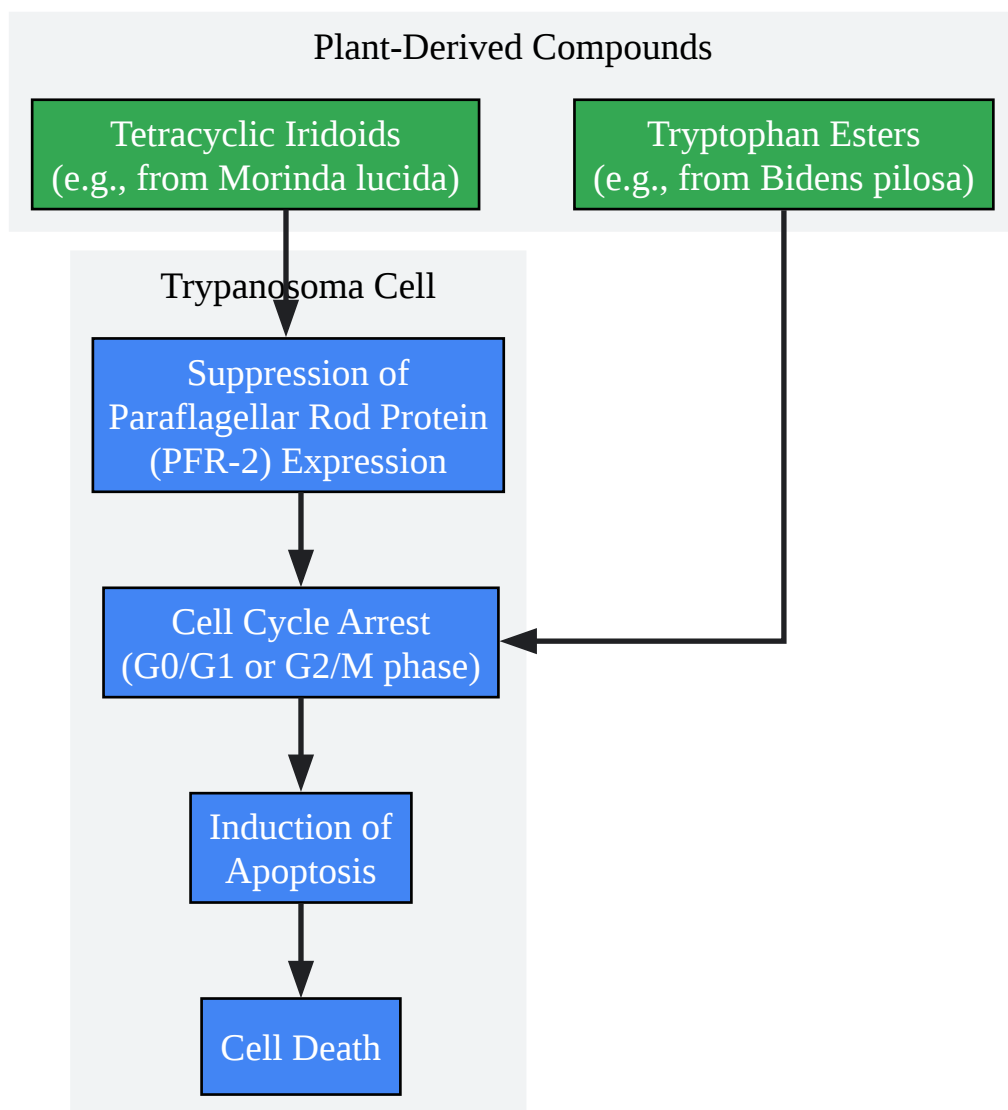 Plant-Derived Compounds
Tetracyclic Iridoids
(e.g., from Morinda lucida)
Tryptophan Esters
(e.g., from Bidens pilosa)
Trypanosoma Cell
Suppression of
Paraflagellar Rod Protein
(PFR-2) Expression
Cell Cycle Arrest
(G0/G1 or G2/M phase)
Induction of
Apoptosis
Cell Death